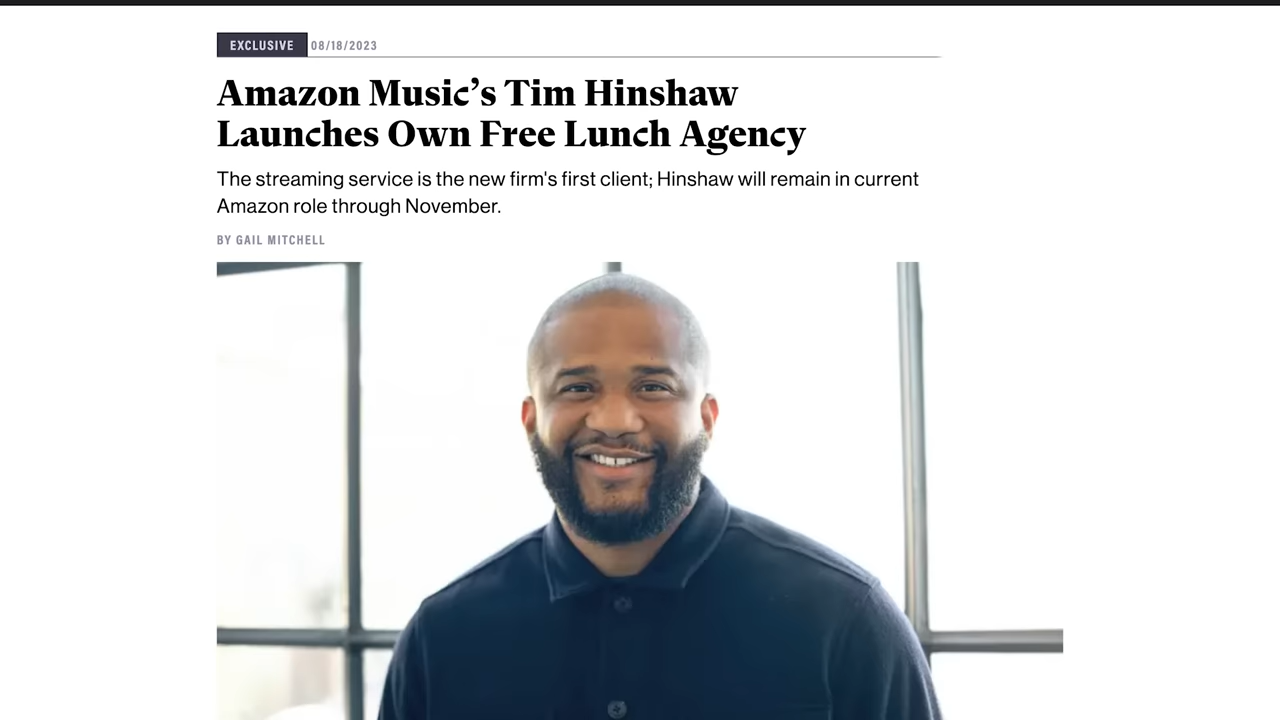 EXCLUSIVE 08/18/2023
Amazon Music’s Tim Hinshaw
Launches Own Free Lunch Agency
The streaming service is the new firm's first client; Hinshaw will remain in current
Amazon role through November.
BY GAIL MITCHELL